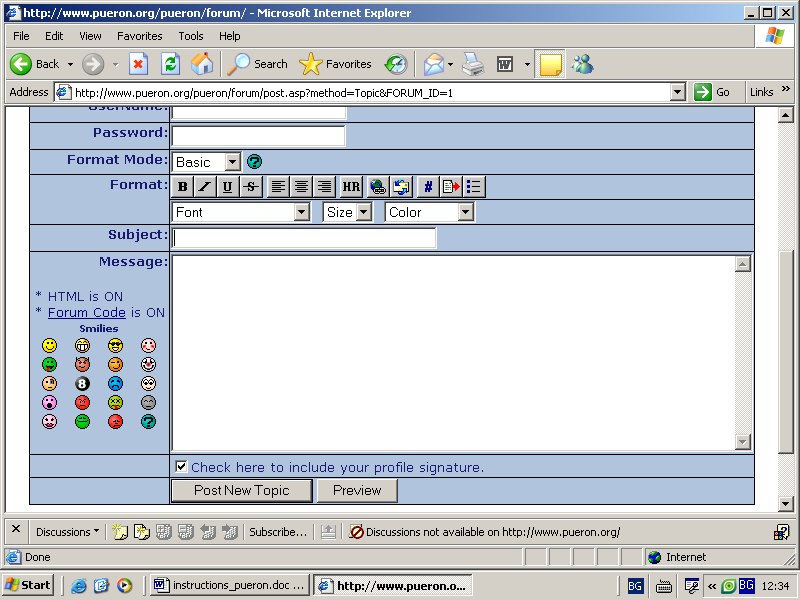 http://www.pueron.org/pueron/forum/ - Microsoft Internet Explorer
File Edit View Favorites Tools Help
Back Search Favorites
Address http://www.pueron.org/pueron/forum/post.asp?method=Topic&FORUM_ID=1 Go Links »
UserName:
Password:
Format Mode: Basic ?
Format: B I U S HR #
Font Size Color
Subject:
Message:
* HTML is ON
* Forum Code is ON
Smilies
8
?
Check here to include your profile signature.
Post New Topic Preview
Discussions Subscribe... Discussions not available on http://www.pueron.org/
Done Internet
Start instructions_pueron.doc ... http://www.pueron.o... BG « BG 12:34